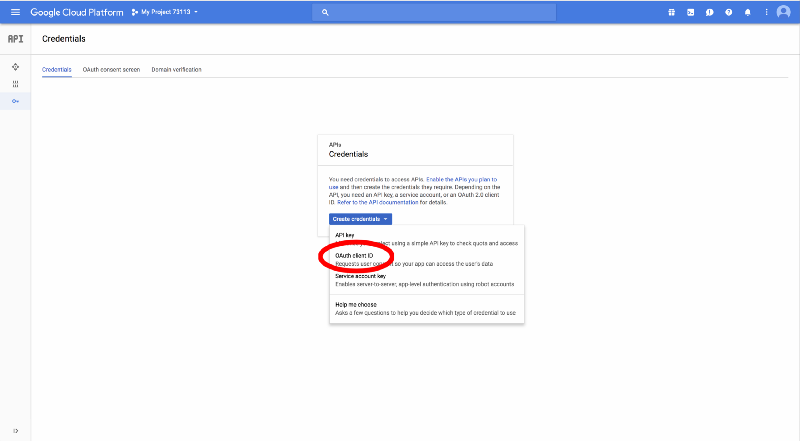 Google Cloud Platform
My Project 73113
API
Credentials
Credentials
OAuth consent screen
Domain verification
APIs
Credentials
You need credentials to access APIs. Enable the APIs you plan to
use and then create the credentials they require. Depending on the
API, you need an API key, a service account, or an OAuth 2.0 client
ID. Refer to the API documentation for details.
Create credentials
API key
using a simple API key to check quota and access
OAuth client ID
Requests user so your app can access the user's data
Service account key
Enables server-to-server, app-level authentication using robot accounts
Help me choose
Asks a few questions to help you decide which type of credential to use